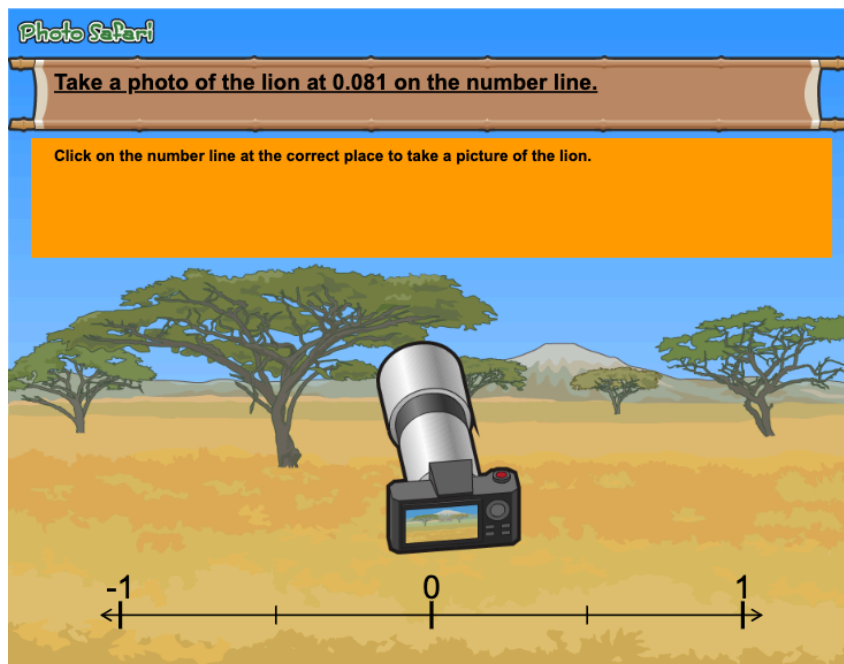 Photo Safari
Take a photo of the lion at 0.081 on the number line.
Click on the number line at the correct place to take a picture of the lion.
-1 0 1